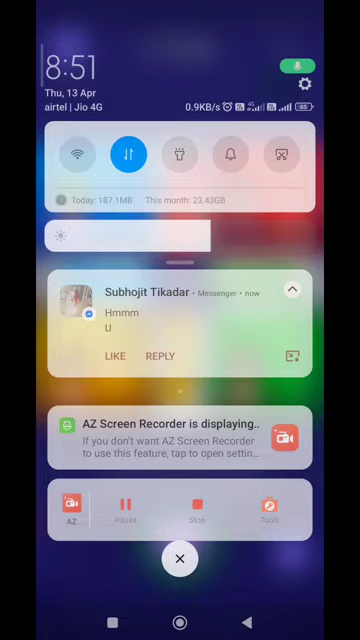 8:51
Thu, 13 Apr
airtel | Jio 4G
0.9KB/s
4G
85
Today: 187.1MB This month: 23.43GB
Subhojit Tikadar • Messenger • now
Hmmm
U
LIKE REPLY
AZ Screen Recorder is displaying..
If you don't want AZ Screen Recorder
to use this feature, tap to open settin...
AZ
Pause Stop Tools